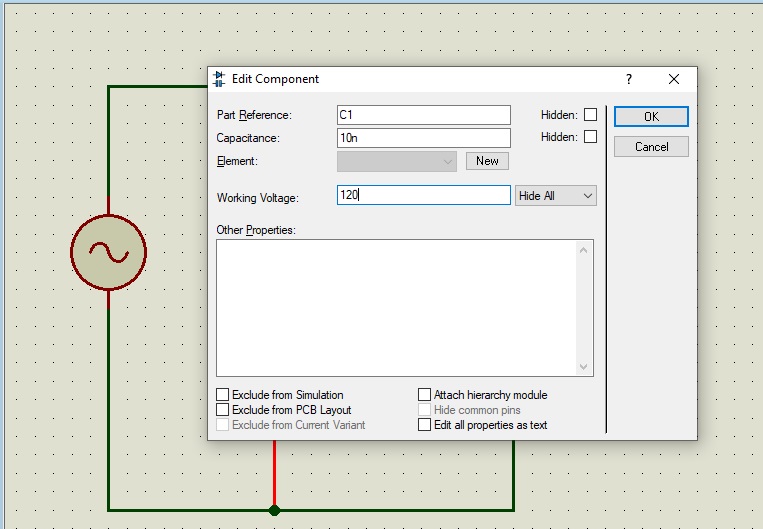 Edit Component
?
Part Reference: C1 Hidden:
OK
Capacitance: 10n Hidden:
Cancel
Element: New
Working Voltage: 120 Hide All
Other Properties:
Exclude from Simulation Attach hierarchy module
Exclude from PCB Layout Hide common pins
Exclude from Current Variant Edit all properties as text